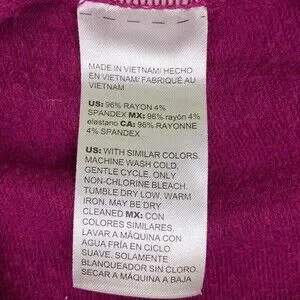 MADE IN VIETNAM/ HECHO
EN VIETNAM/ FABRIQUÉ AU
VIETNAM
US: 96% RAYON 4%
SPANDEX MX: 96% rayón 4%
elastano CA: 96% RAYONNE
4% SPANDEX
US: WITH SIMILAR COLORS.
MACHINE WASH COLD,
GENTLE CYCLE. ONLY
NON-CHLORINE BLEACH.
TUMBLE DRY LOW. WARM
IRON. MAY BE DRY
CLEANED MX: CON
COLORES SIMILARES.
LAVAR A MÁQUINA CON
AGUA FRÍA EN CICLO
SUAVE. SOLAMENTE
BLANQUEADOR SIN CLORO.
SECAR A MÁQUINA A BAJA